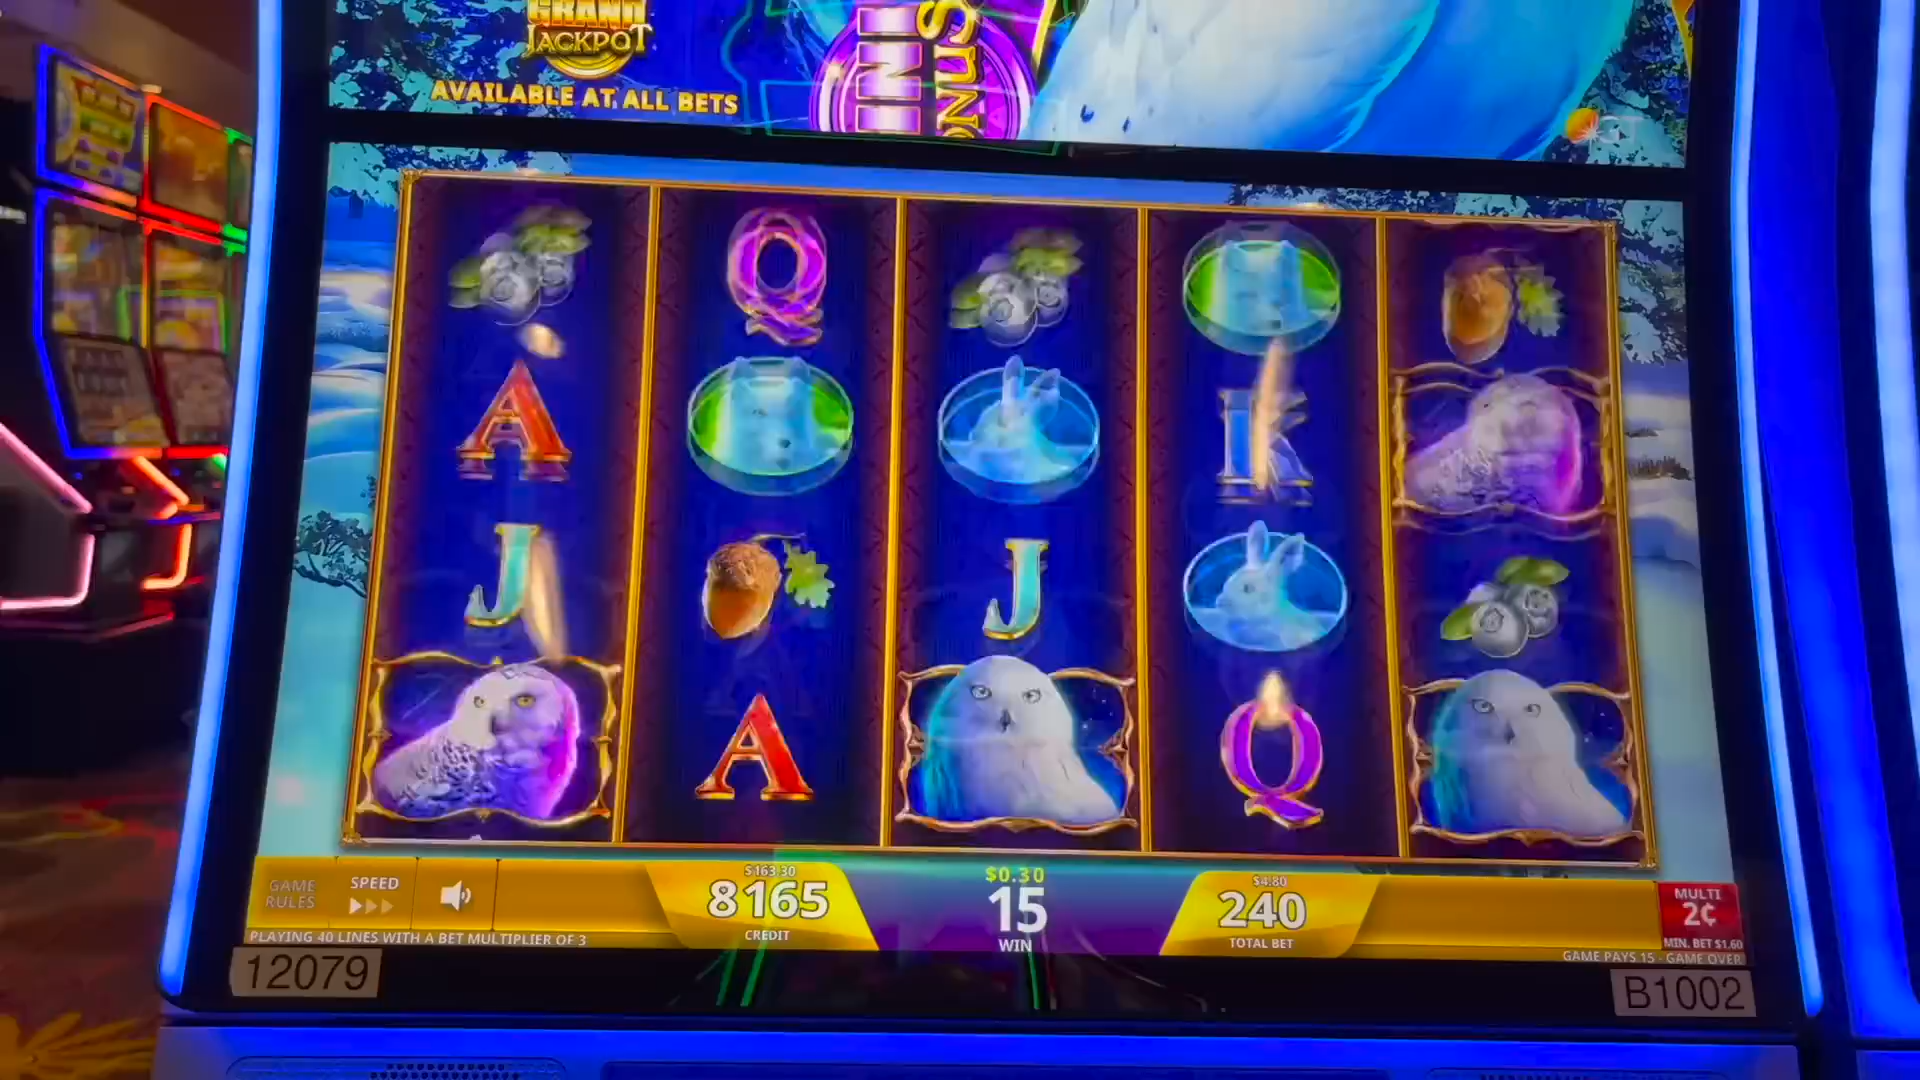 GRAND
JACKPOT
AVAILABLE AT ALL BETS
MINI
Q
A
K
J
J
A
Q
GAME
RULES
SPEED
$163.30
8165
CREDIT
$0.30
15
WIN
$4.80
240
TOTAL BET
MULTI
2¢
MIN. BET $1.60
PLAYING 40 LINES WITH A BET MULTIPLIER OF 3
GAME PAYS 15 - GAME OVER
12079
B1002